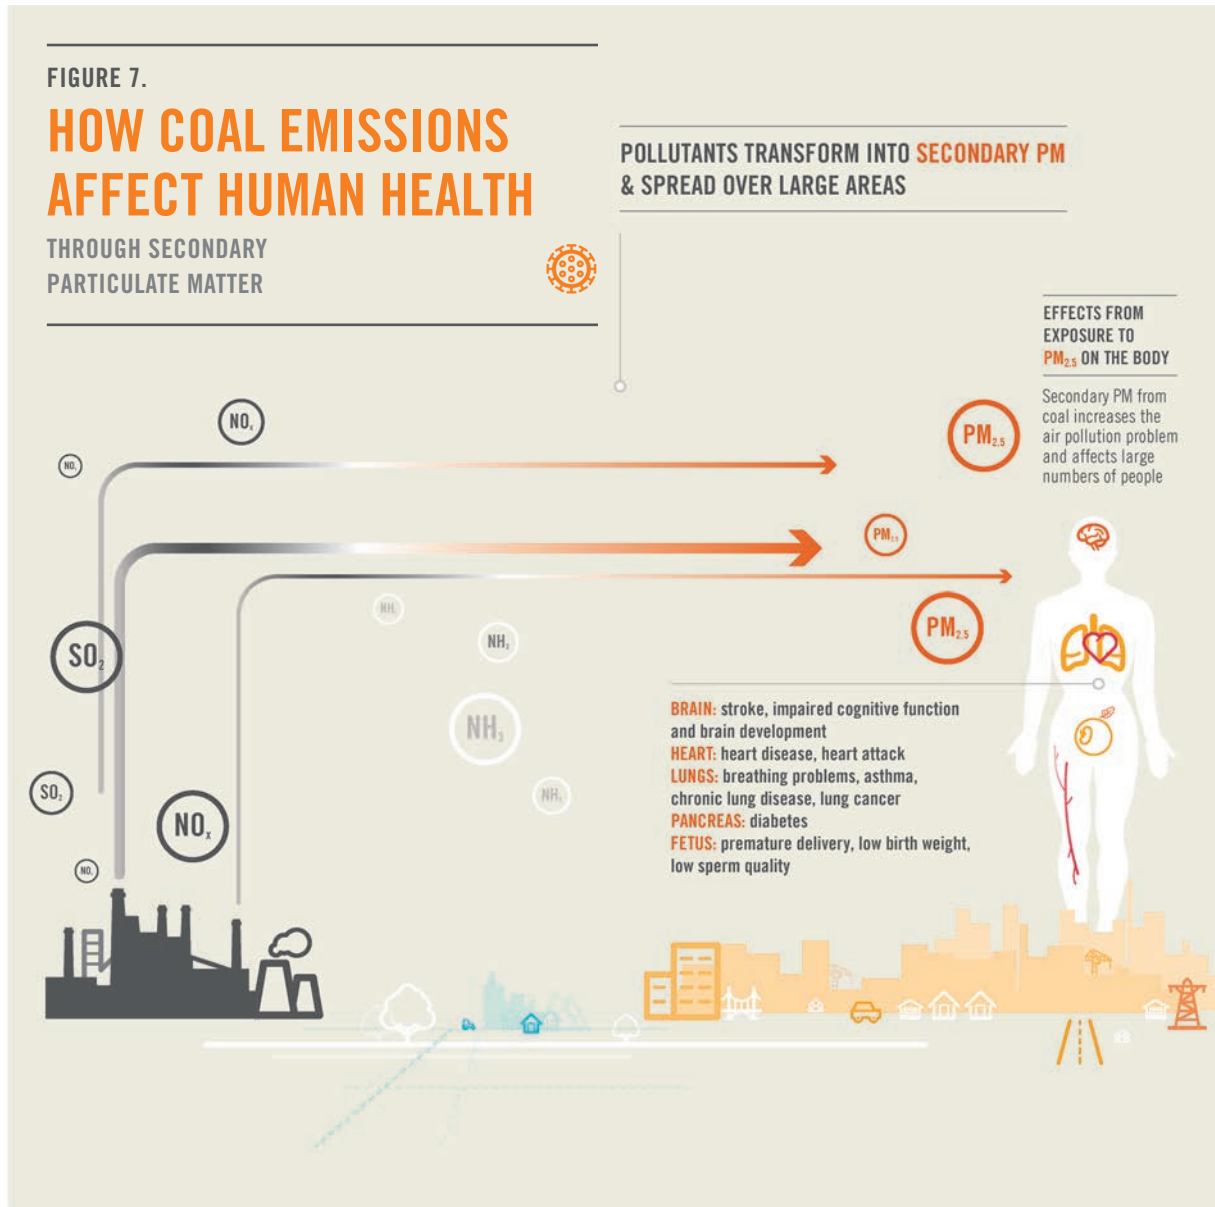 FIGURE 7.
HOW COAL EMISSIONS
AFFECT HUMAN HEALTH
THROUGH SECONDARY
PARTICULATE MATTER
POLLUTANTS TRANSFORM INTO SECONDARY PM
& SPREAD OVER LARGE AREAS
EFFECTS FROM
EXPOSURE TO
PM₂.₅ ON THE BODY
Secondary PM from
coal increases the
air pollution problem
and affects large
numbers of people
NOₓ
NOₓ
PM₂.₅
PM₂.₅
NH₃
PM₂.₅
NH₃
SO₂
NH₃
BRAIN: stroke, impaired cognitive function
and brain development
HEART: heart disease, heart attack
LUNGS: breathing problems, asthma,
chronic lung disease, lung cancer
PANCREAS: diabetes
FETUS: premature delivery, low birth weight,
low sperm quality
SO₂
NH₃
NOₓ
NOₓ